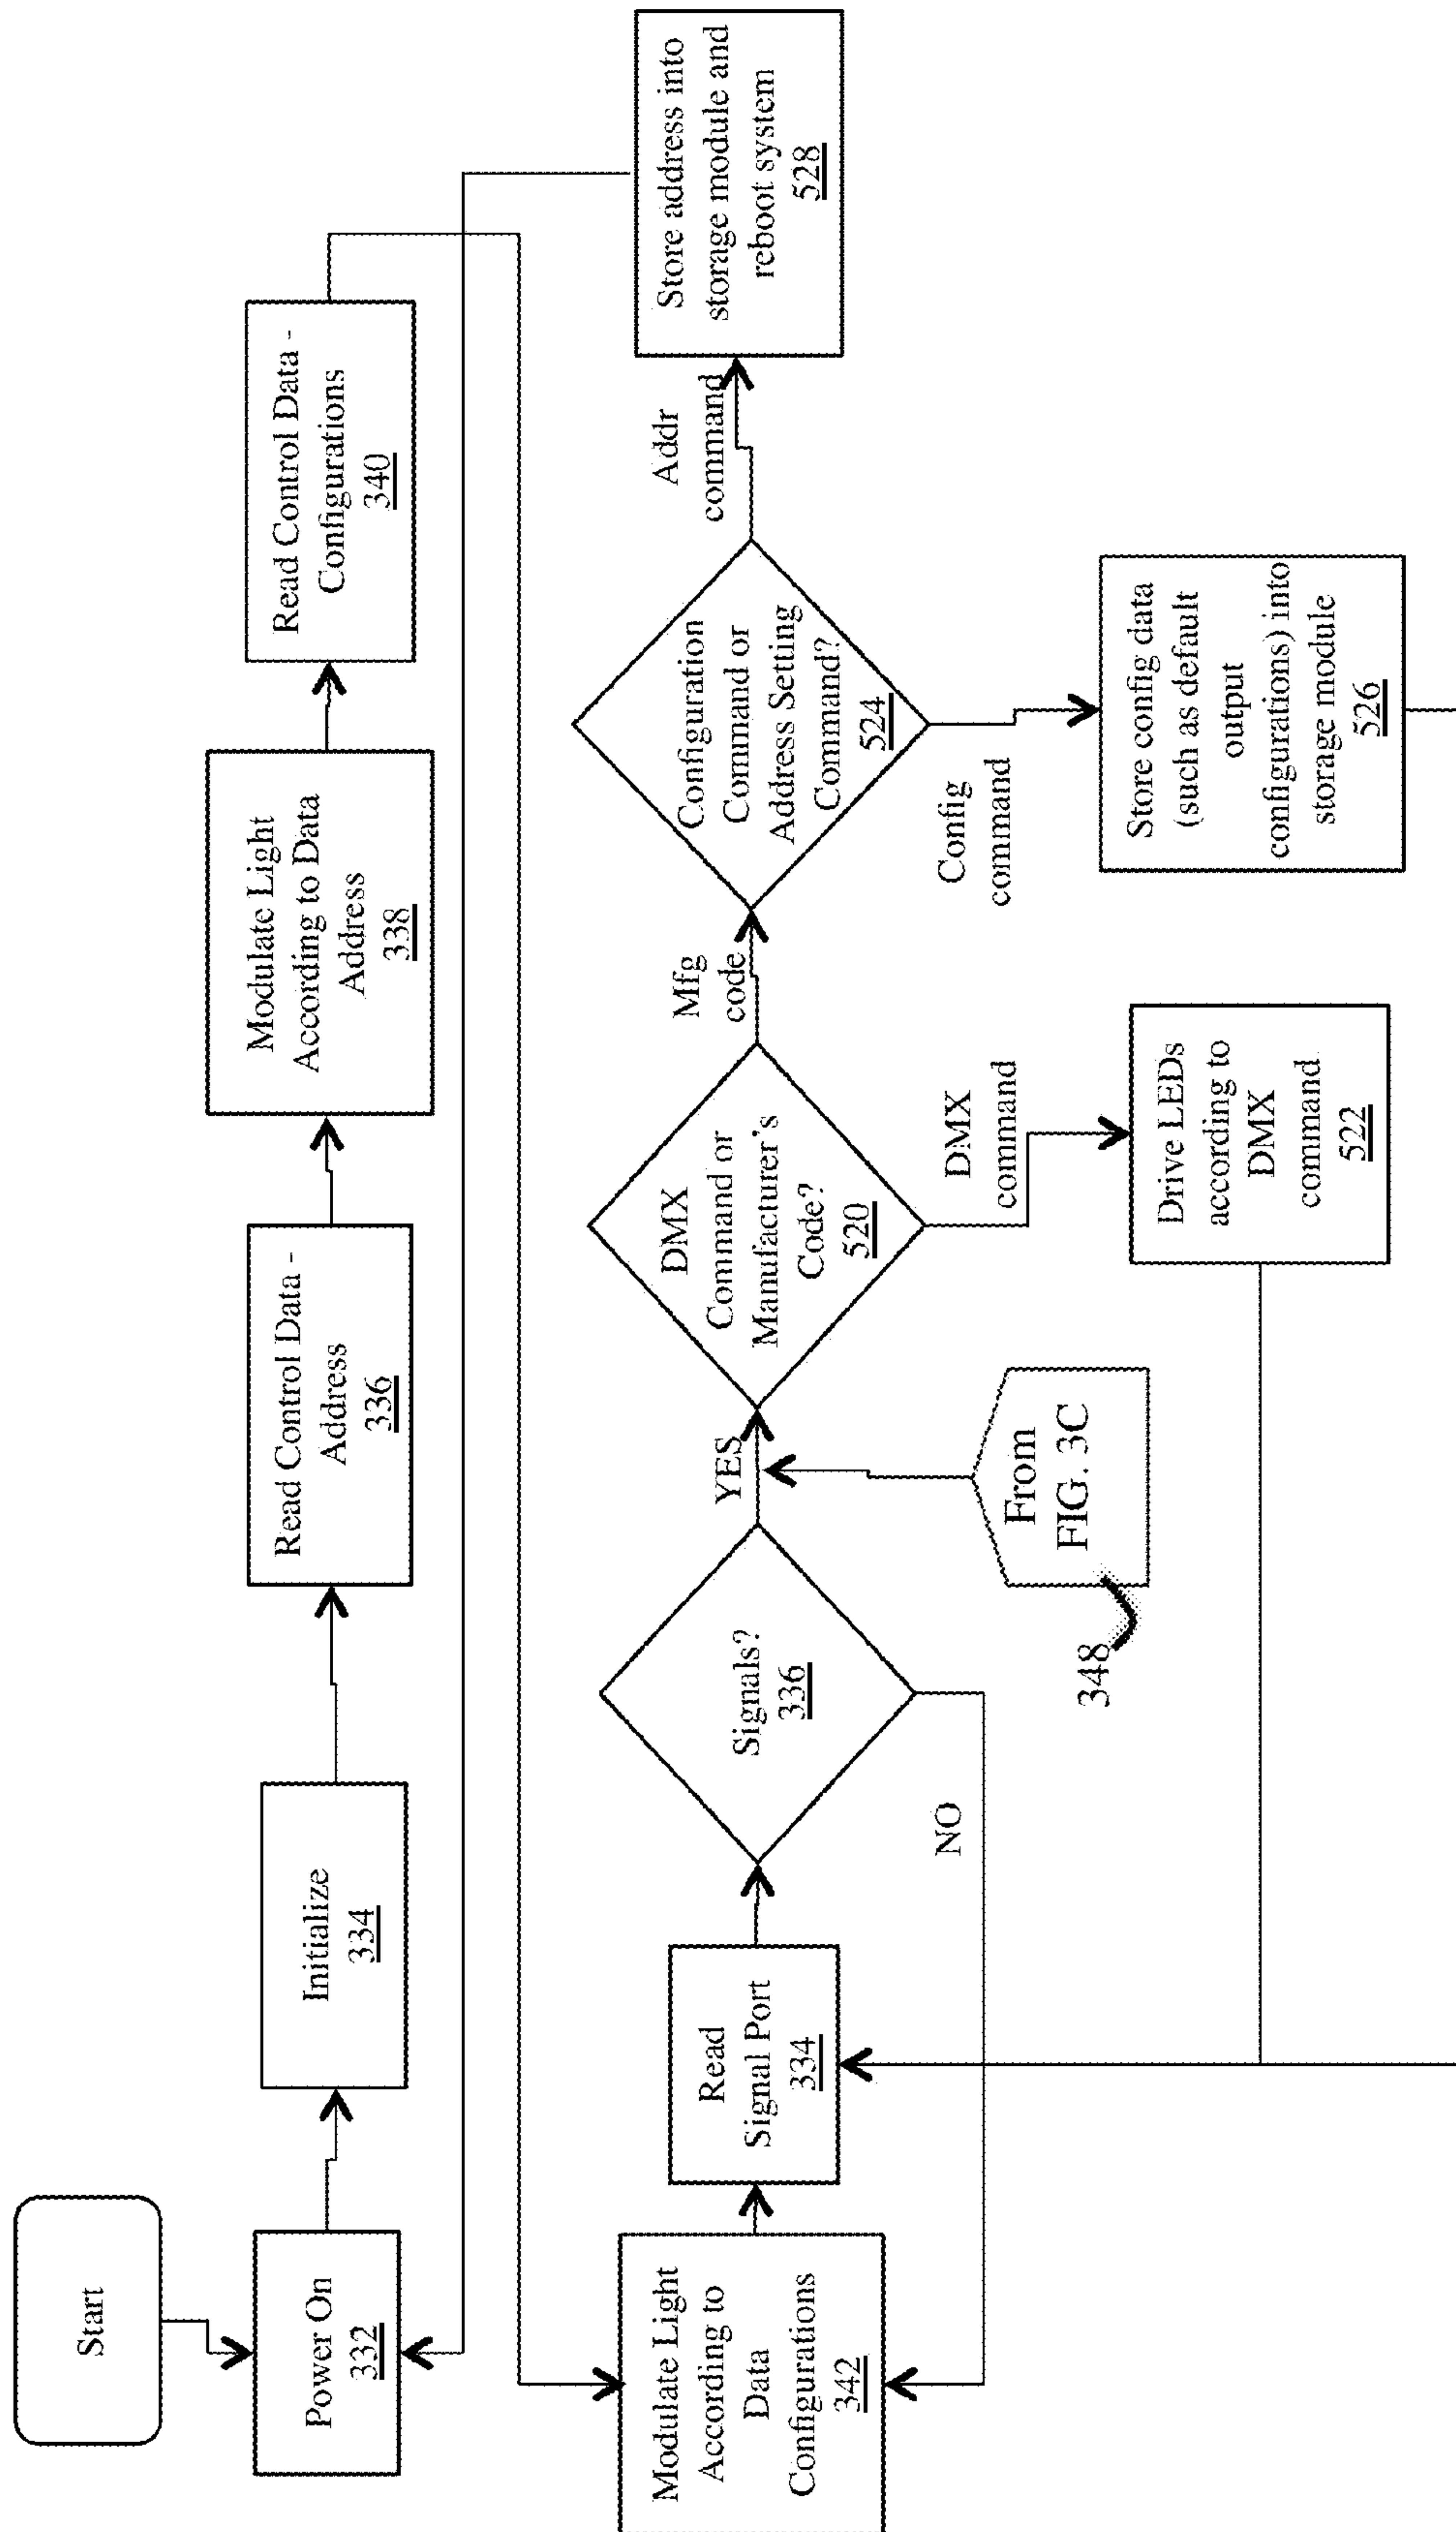 Start
Power On
332
Initialize
334
Read Control Data -
Address
336
Modulate Light
According to Data
Address
338
Read Control Data -
Configurations
340
Modulate Light
According to
Data
Configurations
342
Read
Signal Port
334
Signals?
336
YES
NO
From
FIG. 3C
348
DMX
Command or
Manufacturer's
Code?
520
Mfg
code
DMX
command
Drive LEDs
according to
DMX
command
522
Configuration
Command or
Address Setting
Command?
524
Addr
command
Config
command
Store config data
(such as default
output
configurations) into
storage module
526
Store address into
storage module and
reboot system
528